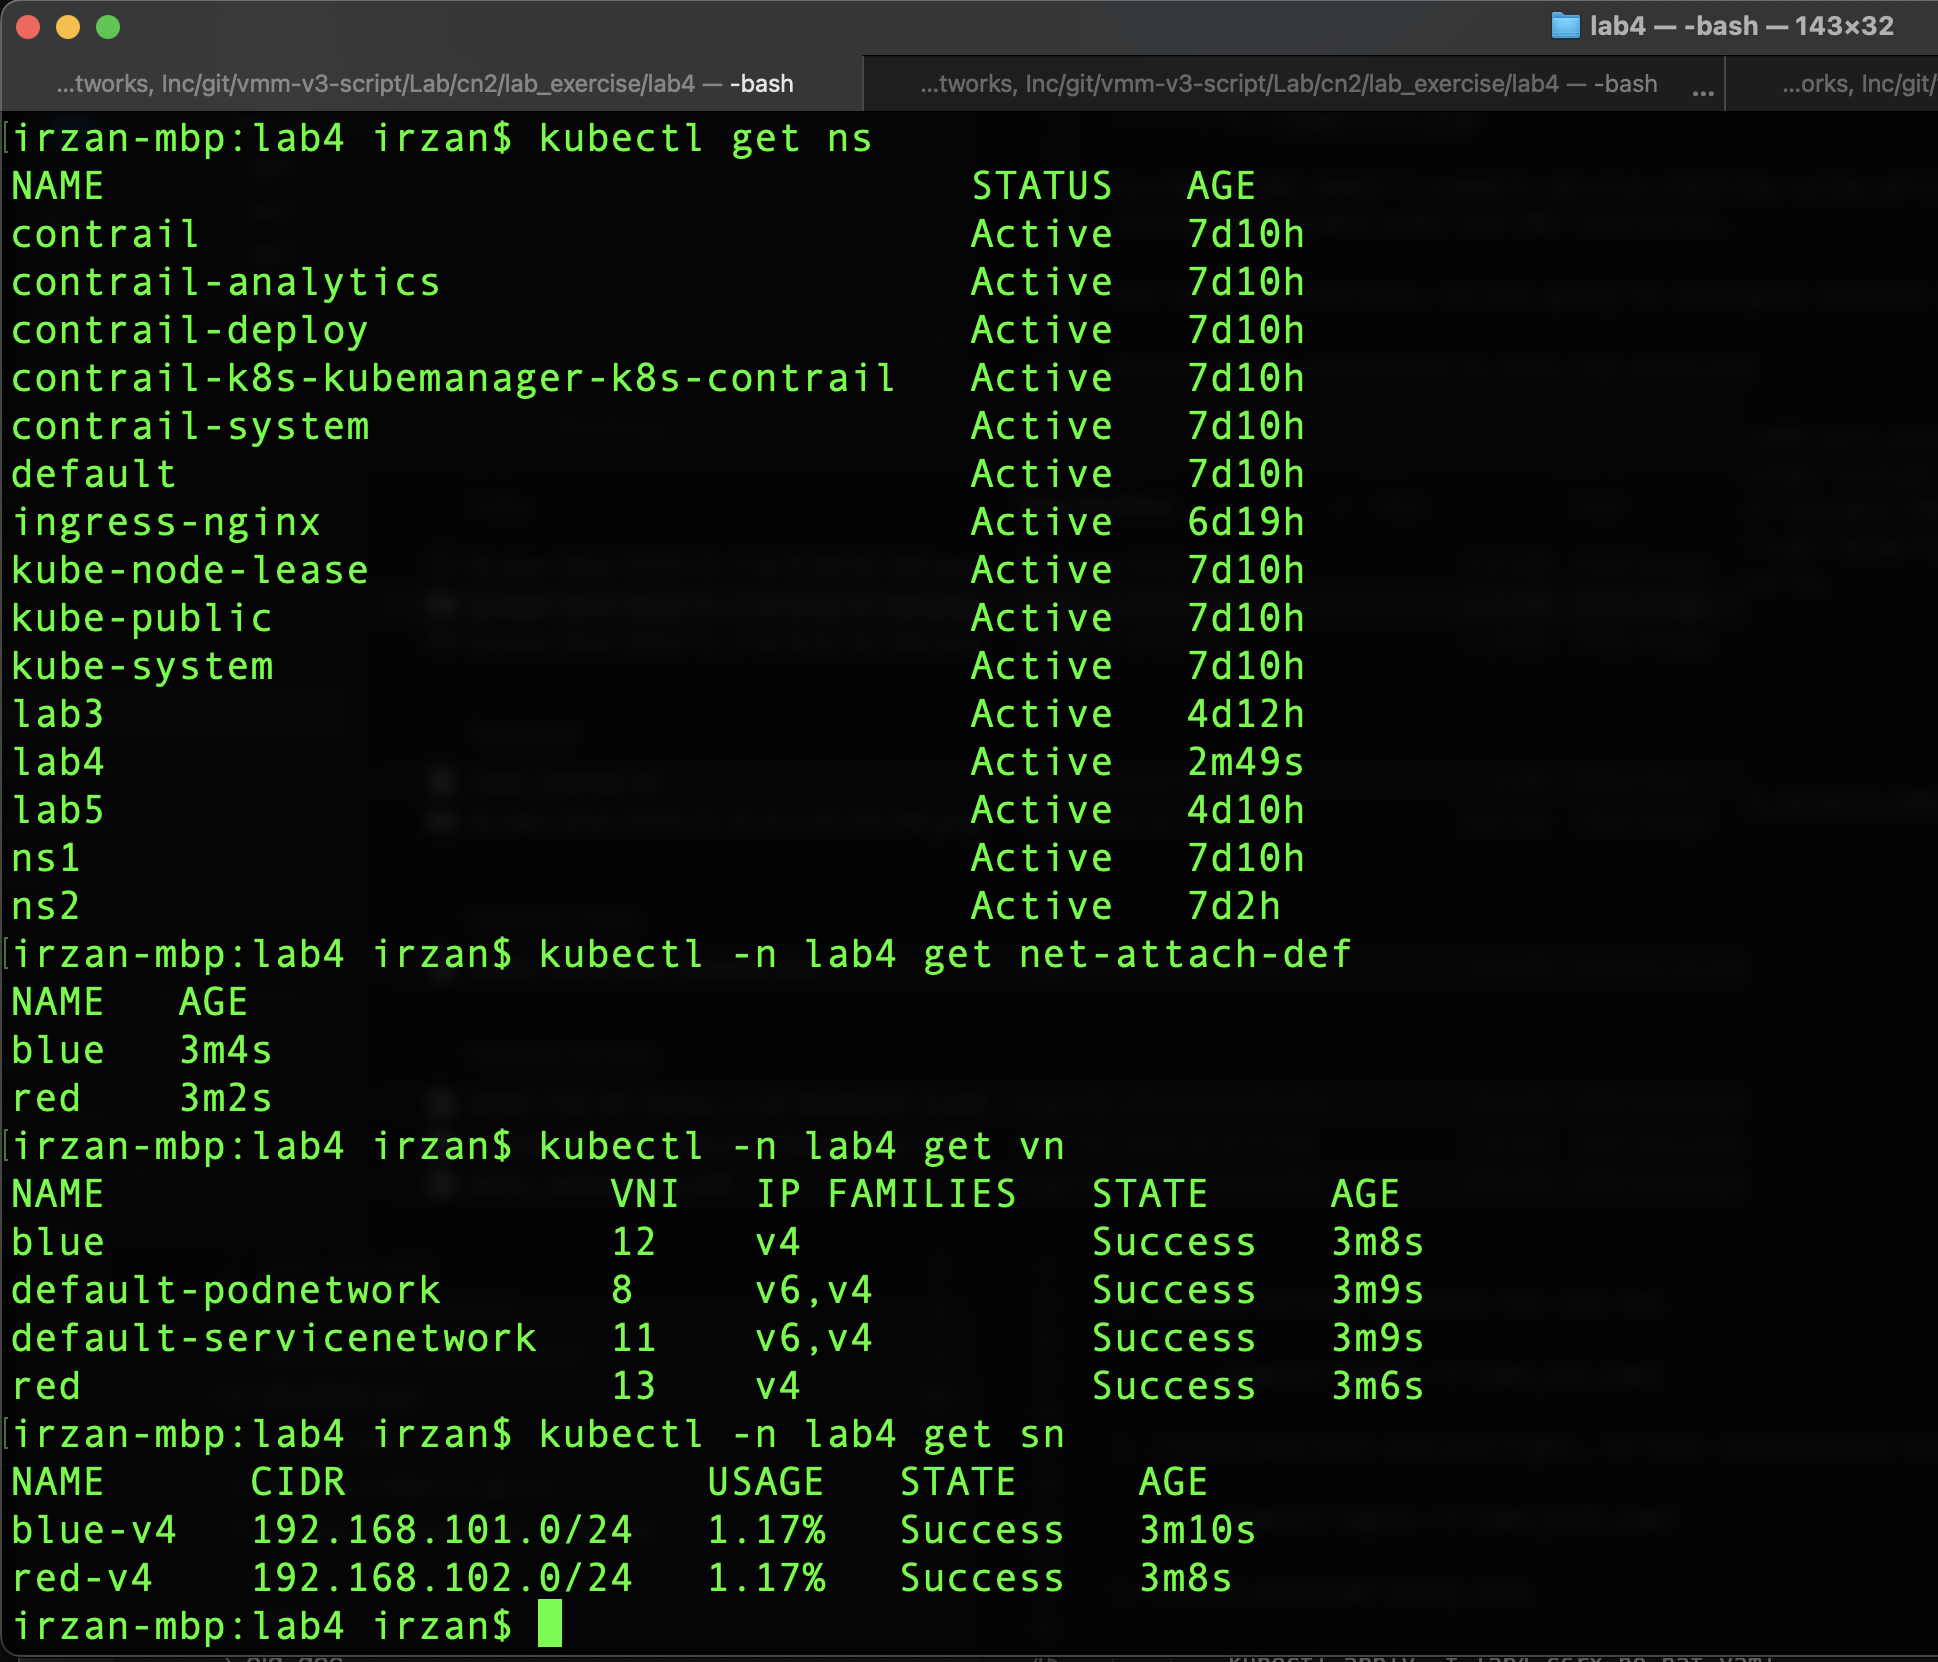 lab4 — -bash — 143×32
...tworks, Inc/git/vmm-v3-script/Lab/cn2/lab_exercise/lab4 — -bash ...tworks, Inc/git/vmm-v3-script/Lab/cn2/lab_exercise/lab4 — -bash ... ...orks, Inc/git/
irzan-mbp:lab4 irzan$ kubectl get ns
NAME STATUS AGE
contrail Active 7d10h
contrail-analytics Active 7d10h
contrail-deploy Active 7d10h
contrail-k8s-kubemanager-k8s-contrail Active 7d10h
contrail-system Active 7d10h
default Active 7d10h
ingress-nginx Active 6d19h
kube-node-lease Active 7d10h
kube-public Active 7d10h
kube-system Active 7d10h
lab3 Active 4d12h
lab4 Active 2m49s
lab5 Active 4d10h
ns1 Active 7d10h
ns2 Active 7d2h
irzan-mbp:lab4 irzan$ kubectl -n lab4 get net-attach-def
NAME AGE
blue 3m4s
red 3m2s
irzan-mbp:lab4 irzan$ kubectl -n lab4 get vn
NAME VNI IP FAMILIES STATE AGE
blue 12 v4 Success 3m8s
default-podnetwork 8 v6,v4 Success 3m9s
default-servicenetwork 11 v6,v4 Success 3m9s
red 13 v4 Success 3m6s
irzan-mbp:lab4 irzan$ kubectl -n lab4 get sn
NAME CIDR USAGE STATE AGE
blue-v4 192.168.101.0/24 1.17% Success 3m10s
red-v4 192.168.102.0/24 1.17% Success 3m8s
irzan-mbp:lab4 irzan$